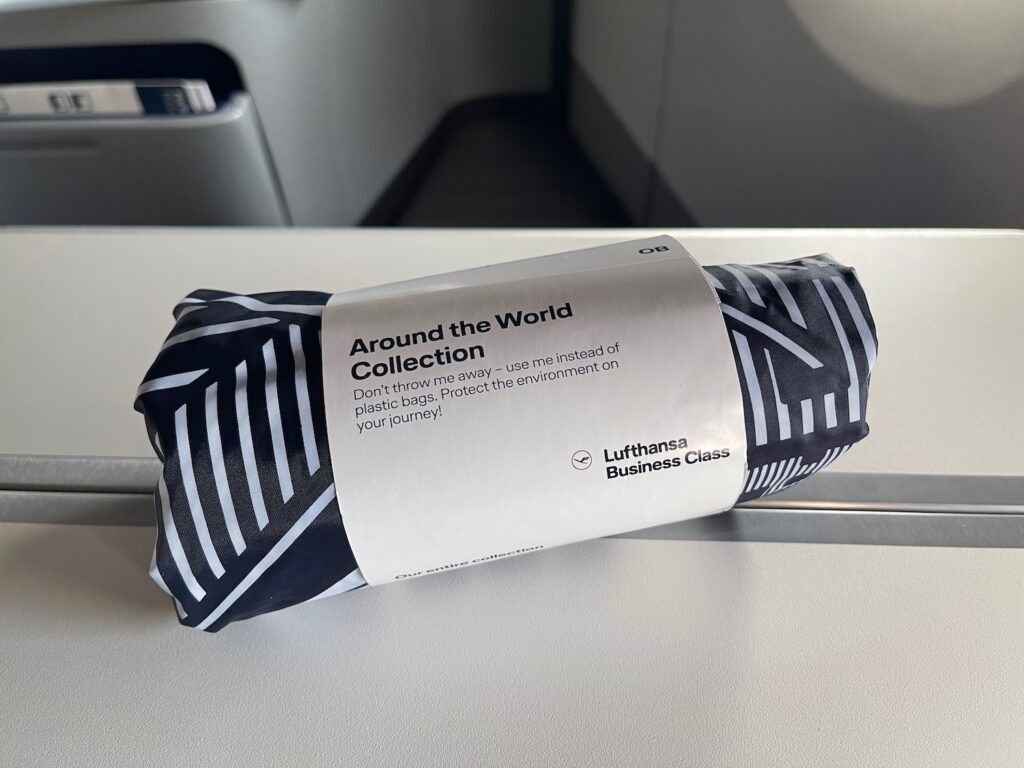 OB
Around the World
Collection
Don't throw me away – use me instead of
plastic bags. Protect the environment on
your journey!
Lufthansa
Business Class
Our entire collection